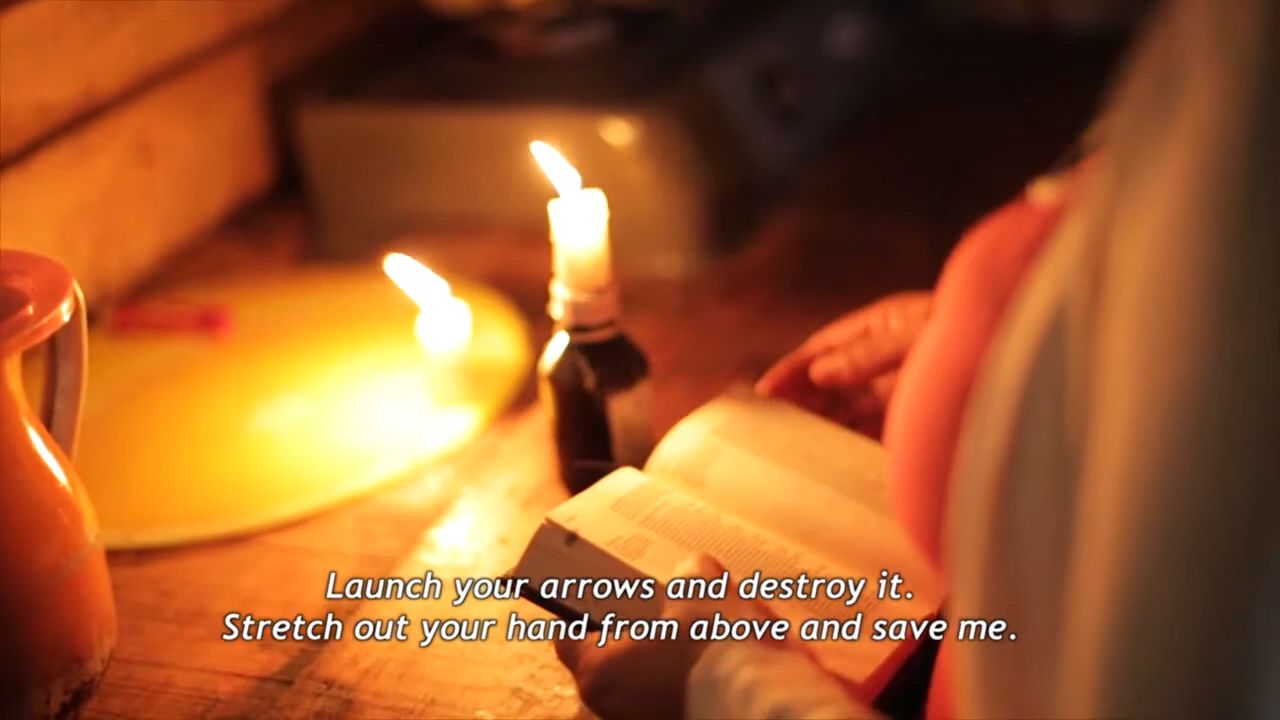 Launch your arrows and destroy it.
Stretch out your hand from above and save me.